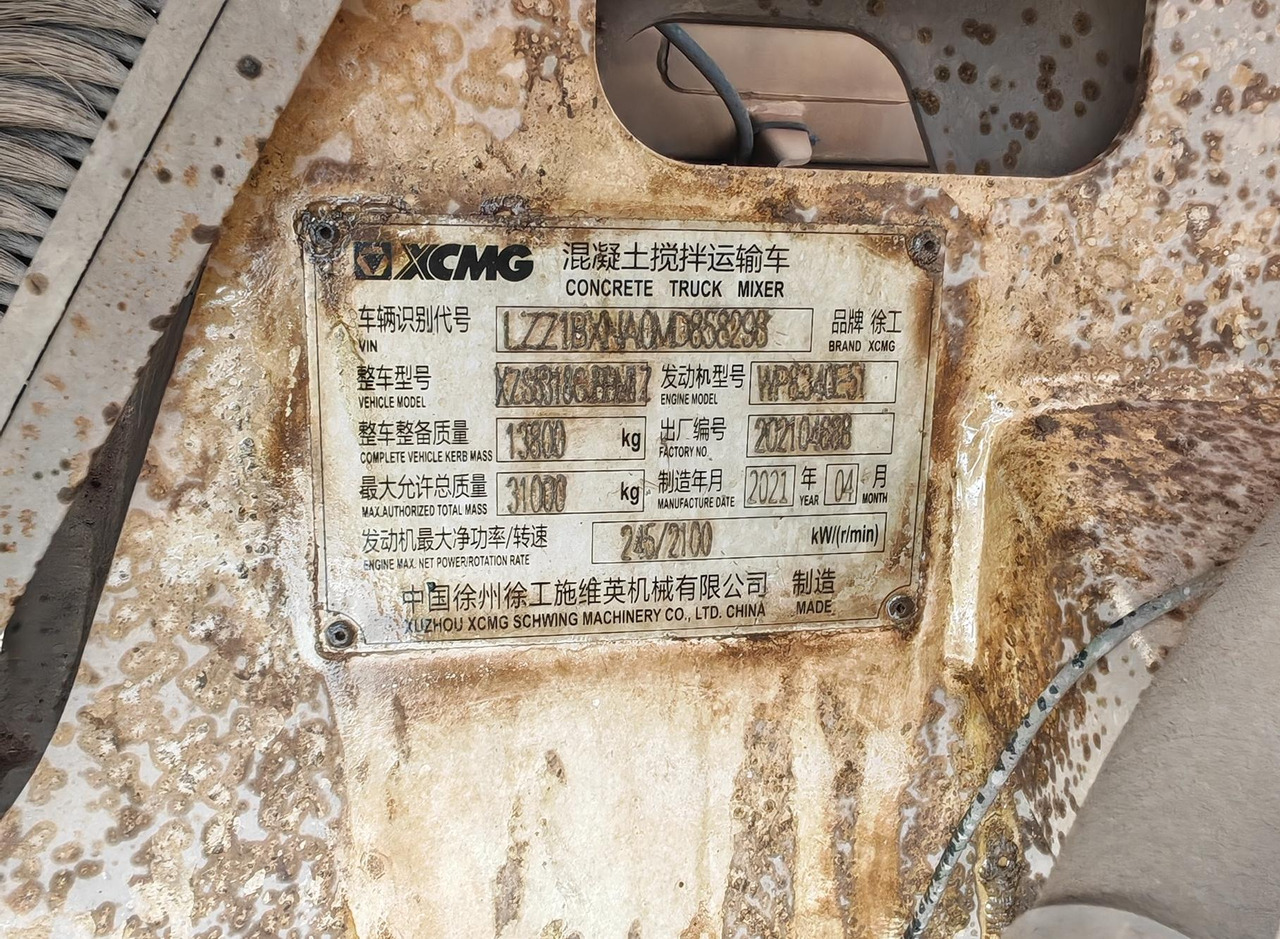 XCMG 混凝土搅拌运输车
CONCRETE TRUCK MIXER
车辆识别代号 品牌 徐工
VIN BRAND XCMG
整车型号 发动机型号
VEHICLE MODEL ENGINE MODEL
整车整备质量 13800 kg 出厂编号
COMPLETE VEHICLE KERB MASS FACTORY NO.
最大允许总质量 31000 kg 制造年月 2021 年 04 月
MAX.AUTHORIZED TOTAL MASS MANUFACTURE DATE YEAR MONTH
发动机最大净功率/转速 245/2100 kW/(r/min)
ENGINE MAX. NET POWER/ROTATION RATE
中国徐州徐工施维英机械有限公司 制造
XUZHOU XCMG SCHWING MACHINERY CO., LTD. CHINA MADE